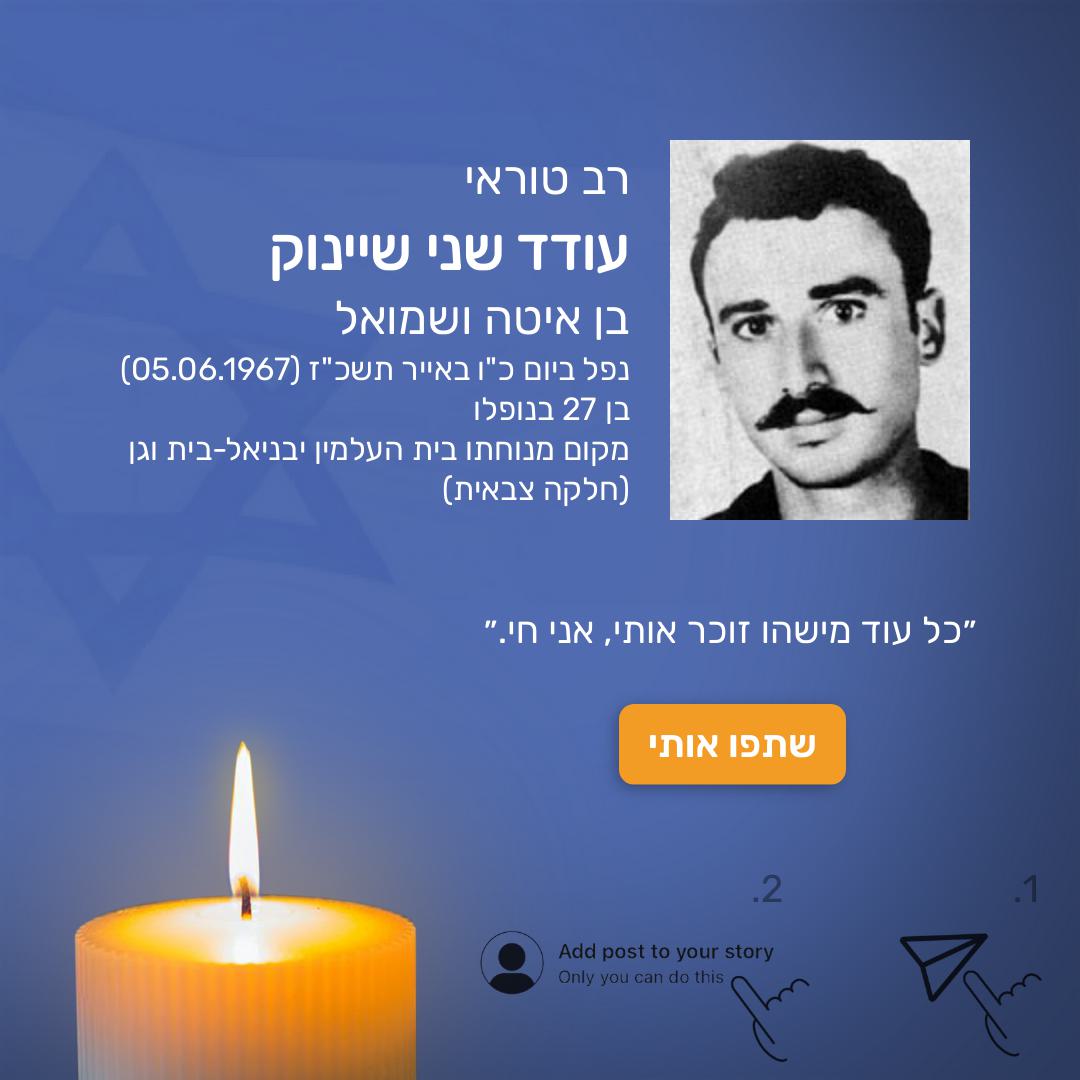 רב טוראי
עודד שני שיינוק
בן איטה ושמואל
נפל ביום כ"ו באייר תשכ"ז (05.06.1967)
בן 27 בנופלו
מקום מנוחתו בית העלמין יבניאל-בית וגן
(חלקה צבאית)
״כל עוד מישהו זוכר אותי, אני חי.״
שתפו אותי
.1
.2
Add post to your story
Only you can do this